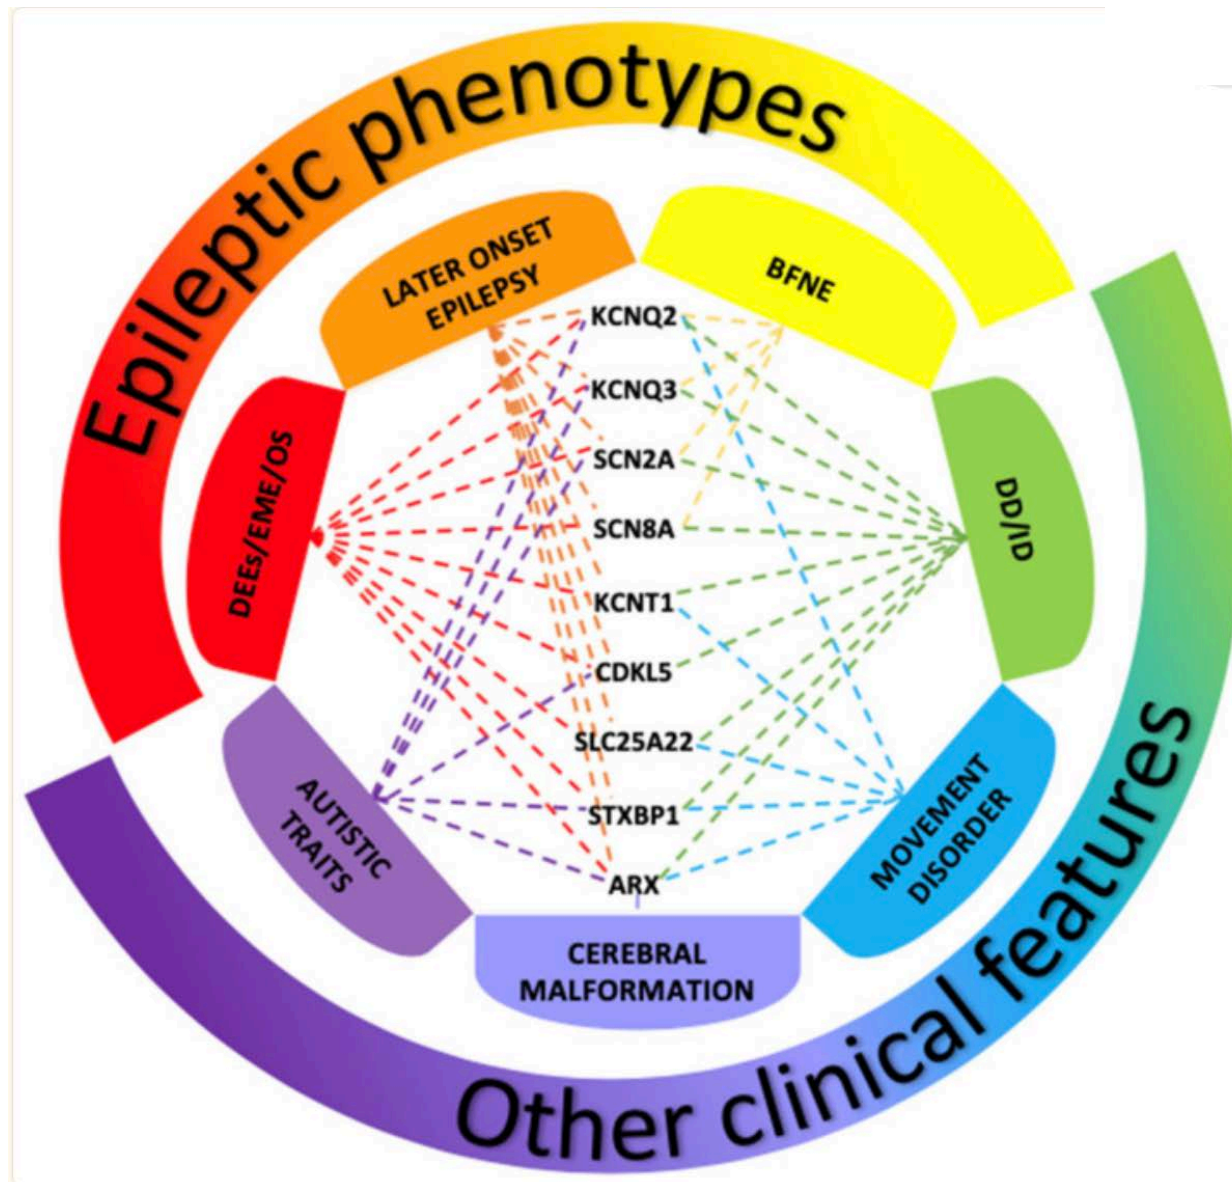 Epileptic phenotypes
LATER ONSET
EPILEPSY
BFNE
DEEs/EME/OS
DD/ID
KCNQ2
KCNQ3
SCN2A
SCN8A
KCNT1
CDKL5
SLC25A22
STXBP1
ARX
AUTISTIC
TRAITS
MOVEMENT
DISORDER
CEREBRAL
MALFORMATION
Other clinical features